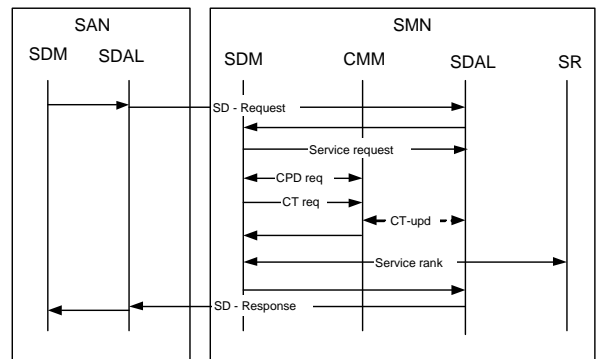 SAN SMN
SDM SDAL SDM CMM SDAL SR
SD - Request
Service request
CPD req
CT req
CT-upd
Service rank
SD - Response